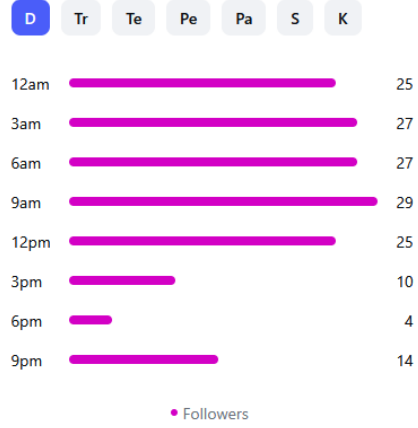 D Tr Te Pe Pa S K
12am 25
3am 27
6am 27
9am 29
12pm 25
3pm 10
6pm 4
9pm 14
Followers